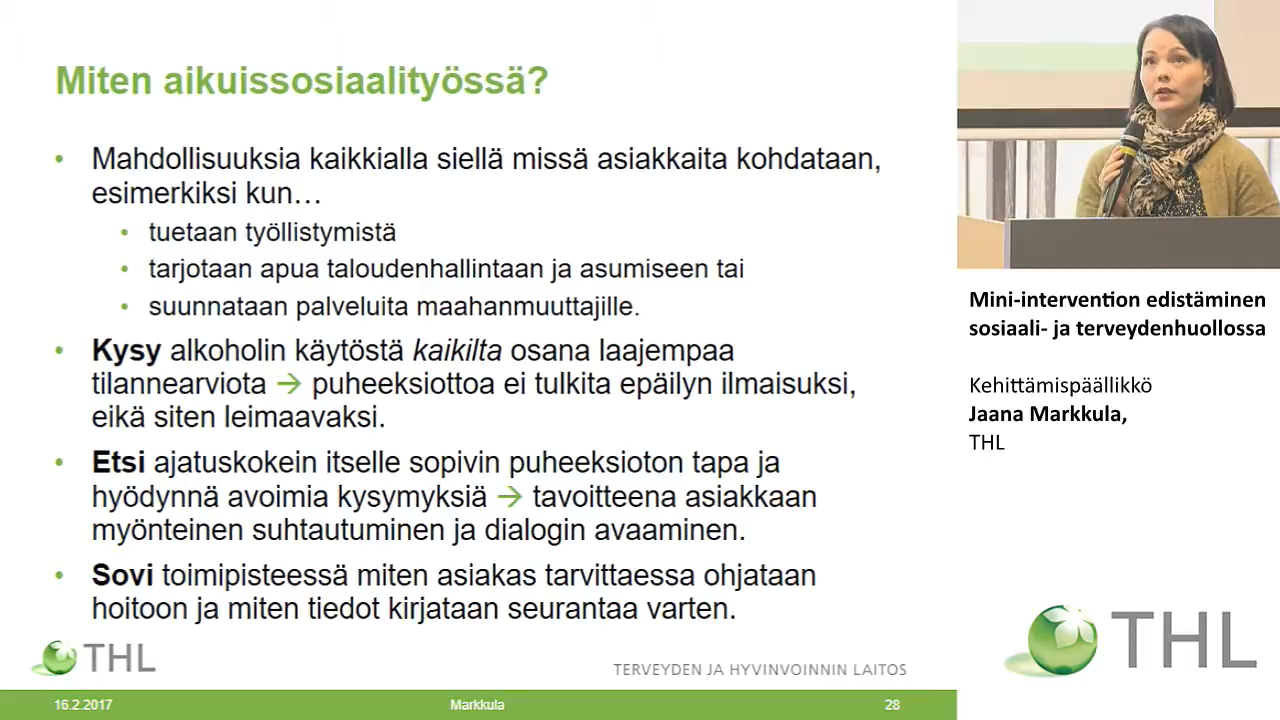 Miten aikuissosiaalityössä?
• Mahdollisuuksia kaikkialla siellä missä asiakkaita kohdataan,
esimerkiksi kun…
• tuetaan työllistymistä
• tarjotaan apua taloudenhallintaan ja asumiseen tai
• suunnataan palveluita maahanmuuttajille.
• Kysy alkoholin käytöstä kaikilta osana laajempaa
tilannearviota → puheeksiottoa ei tulkita epäilyn ilmaisuksi,
eikä siten leimaavaksi.
• Etsi ajatuskokein itselle sopivin puheeksioton tapa ja
hyödynnä avoimia kysymyksiä → tavoitteena asiakkaan
myönteinen suhtautuminen ja dialogin avaaminen.
• Sovi toimipisteessä miten asiakas tarvittaessa ohjataan
hoitoon ja miten tiedot kirjataan seurantaa varten.
THL
TERVEYDEN JA HYVINVOINNIN LAITOS
16.2.2017 Markkula 28
Mini-intervention edistäminen
sosiaali- ja terveydenhuollossa
Kehittämispäällikkö
Jaana Markkula,
THL
THL